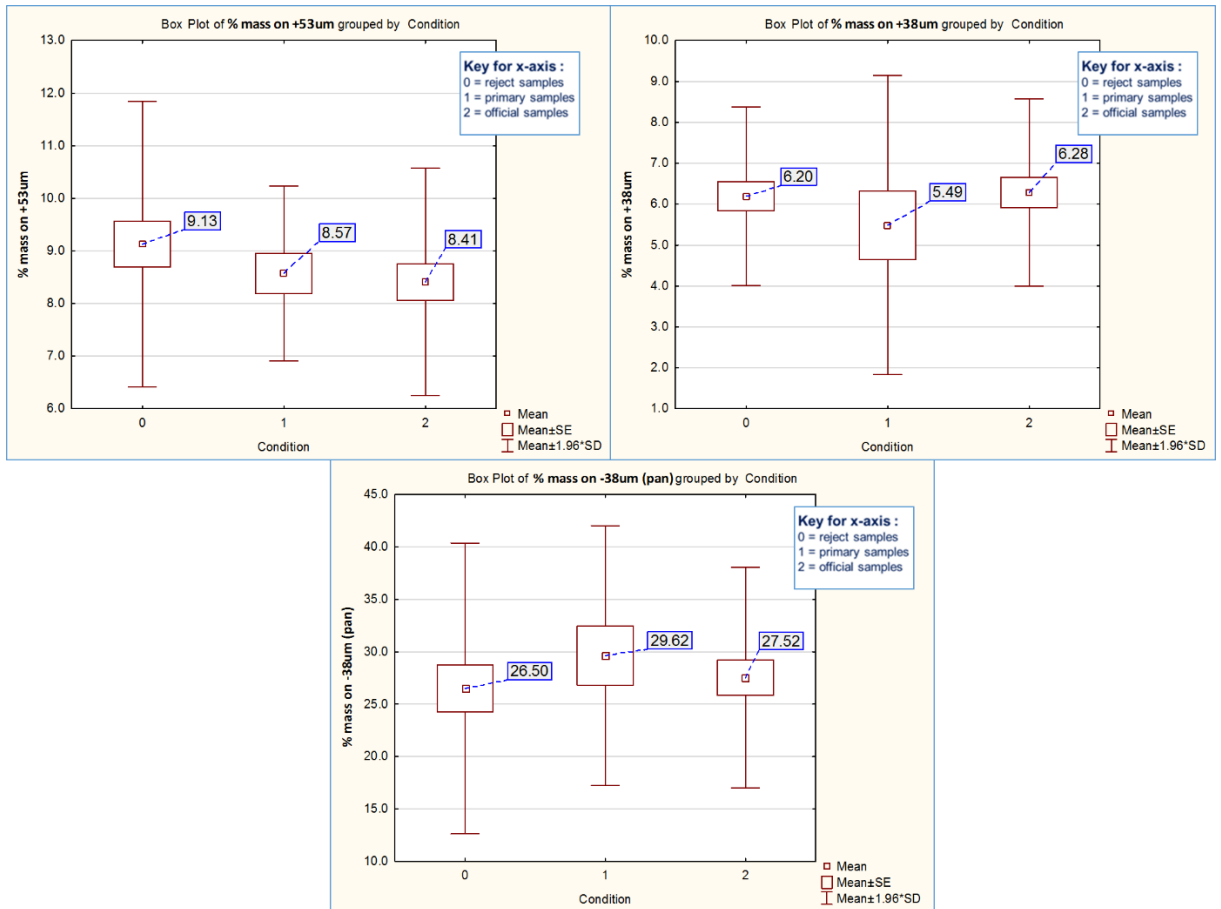 Box Plot of % mass on +53um grouped by Condition
13.0
12.0
11.0
10.0
9.0
8.0
7.0
6.0
% mass on +53um
Key for x-axis :
0 = reject samples
1 = primary samples
2 = official samples
9.13
8.57
8.41
0
1
2
Condition
Mean
Mean±SE
Mean±1.96*SD
Box Plot of % mass on +38um grouped by Condition
10.0
9.0
8.0
7.0
6.0
5.0
4.0
3.0
2.0
1.0
% mass on +38um
Key for x-axis :
0 = reject samples
1 = primary samples
2 = official samples
6.20
5.49
6.28
0
1
2
Condition
Mean
Mean±SE
Mean±1.96*SD
Box Plot of % mass on -38um (pan) grouped by Condition
45.0
40.0
35.0
30.0
25.0
20.0
15.0
10.0
% mass on -38um (pan)
Key for x-axis :
0 = reject samples
1 = primary samples
2 = official samples
26.50
29.62
27.52
0
1
2
Condition
Mean
Mean±SE
Mean±1.96*SD